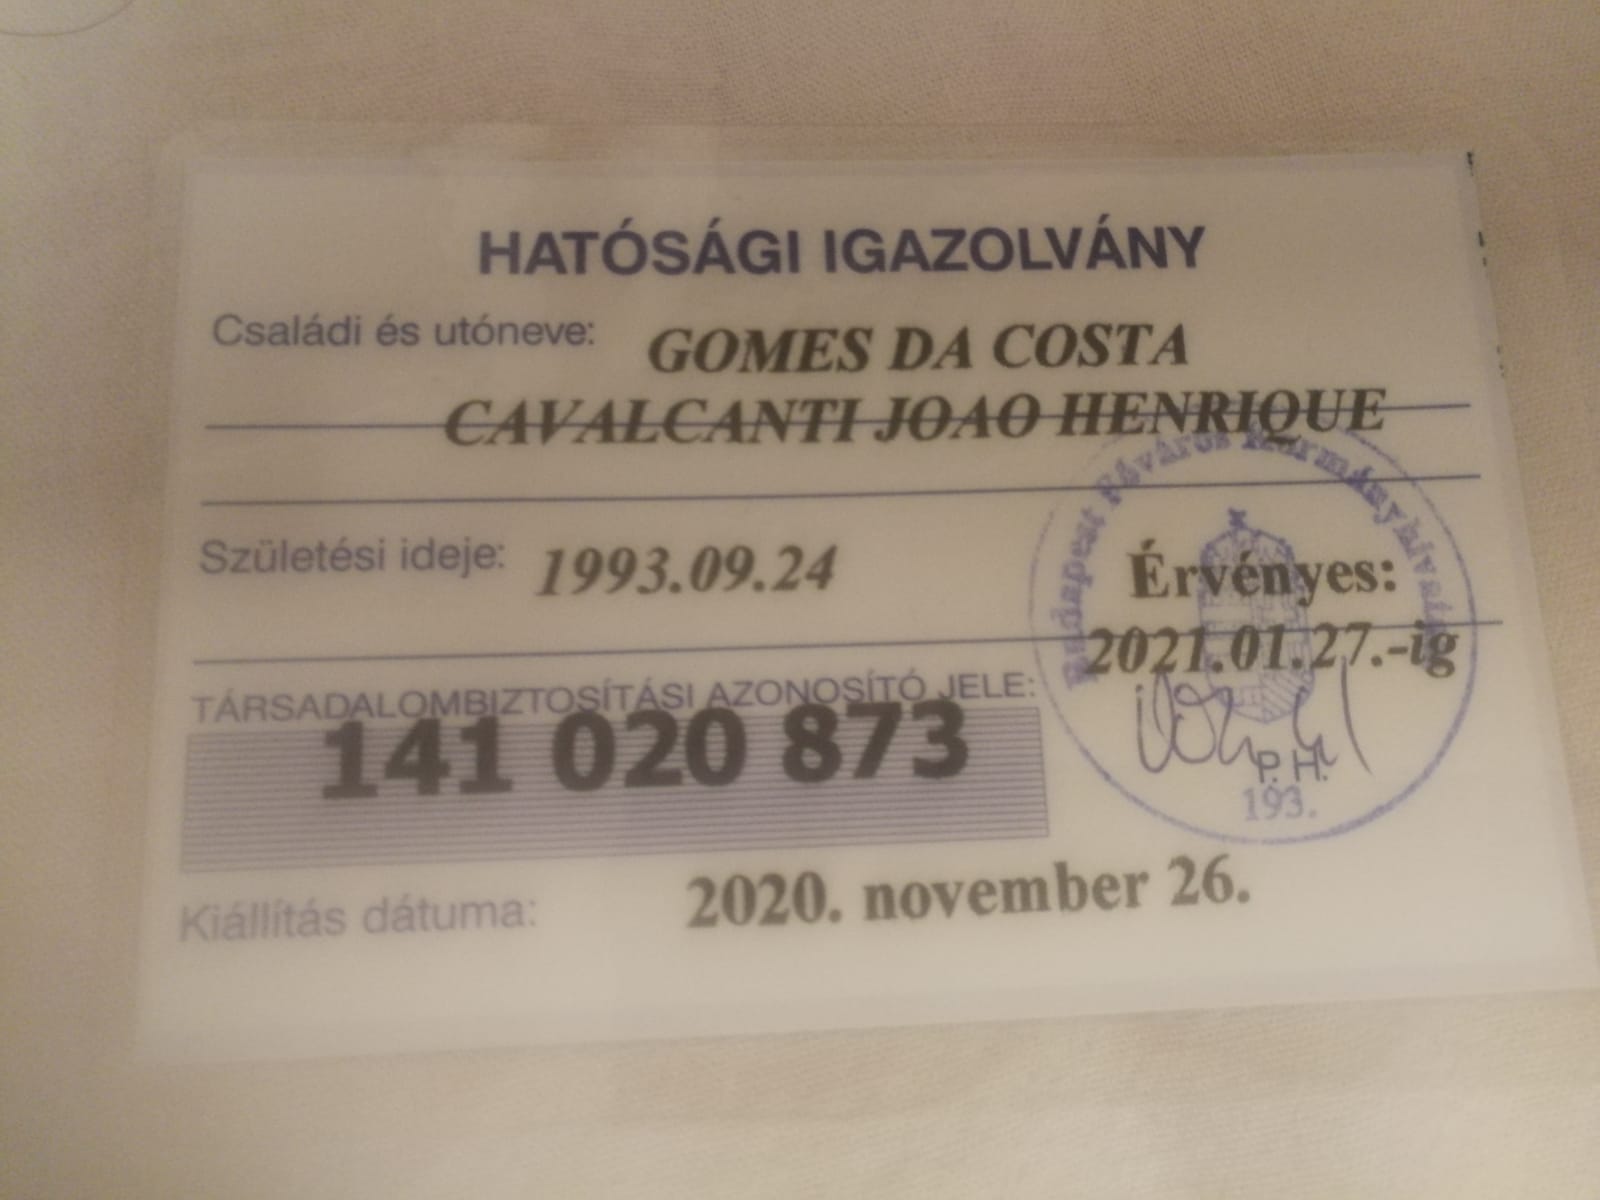 HATÓSÁGI IGAZOLVÁNY
Családi és utóneve: GOMES DA COSTA
CAVALCANTI JOAO HENRIQUE
Budapest Főváros Kormányhivatala
Születési ideje: 1993.09.24
Érvényes:
2021.01.27.-ig
TÁRSADALOMBIZTOSÍTÁSI AZONOSÍTÓ JELE:
141 020 873
P. H.
193.
Kiállítás dátuma: 2020. november 26.